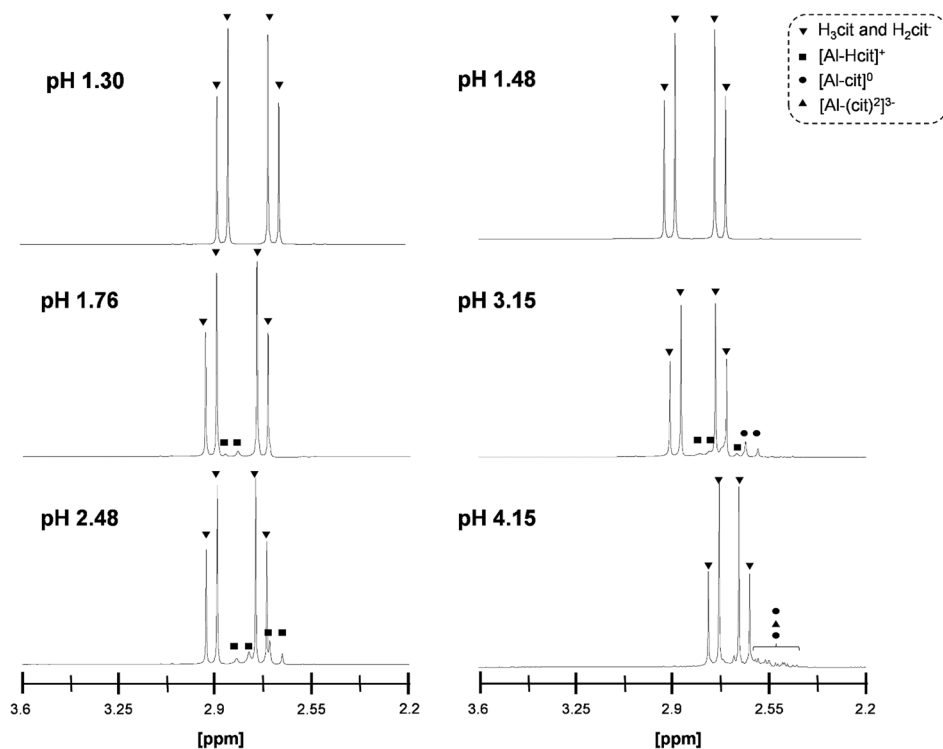 pH 1.30
pH 1.48
▼ H₃cit and H₂cit⁻
■ [Al-Hcit]⁺
● [Al-cit]⁰
▲ [Al-(cit)²]³⁻
pH 1.76
pH 3.15
pH 2.48
pH 4.15
3.6 3.25 2.9 2.55 2.2
[ppm]
3.6 3.25 2.9 2.55 2.2
[ppm]